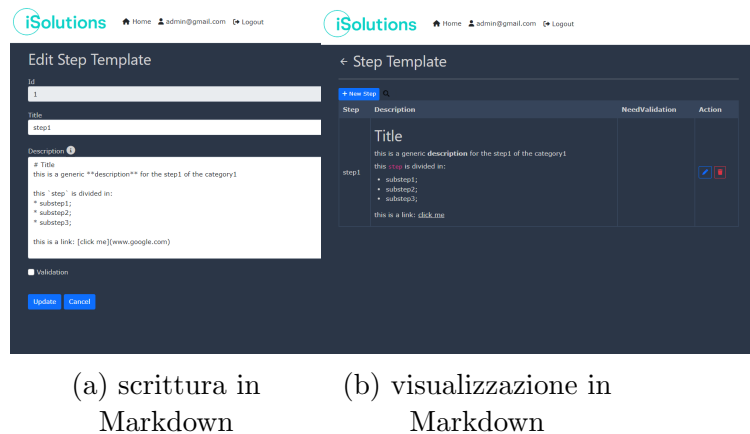 iSolutions Home admin@gmail.com Logout
Edit Step Template
Id
1
Title
step1
Description
# Title
this is a generic **description** for the step1 of the category1
this `step` is divided in:
* substep1;
* substep2;
* substep3;
this is a link: [click me](www.google.com)
Validation
Update Cancel
(a) scrittura in
Markdown
iSolutions Home admin@gmail.com Logout
← Step Template
+ New Step
Step Description NeedValidation Action
Title
this is a generic description for the step1 of the category1
this step is divided in:
step1
• substep1;
• substep2;
• substep3;
this is a link: click me
(b) visualizzazione in
Markdown